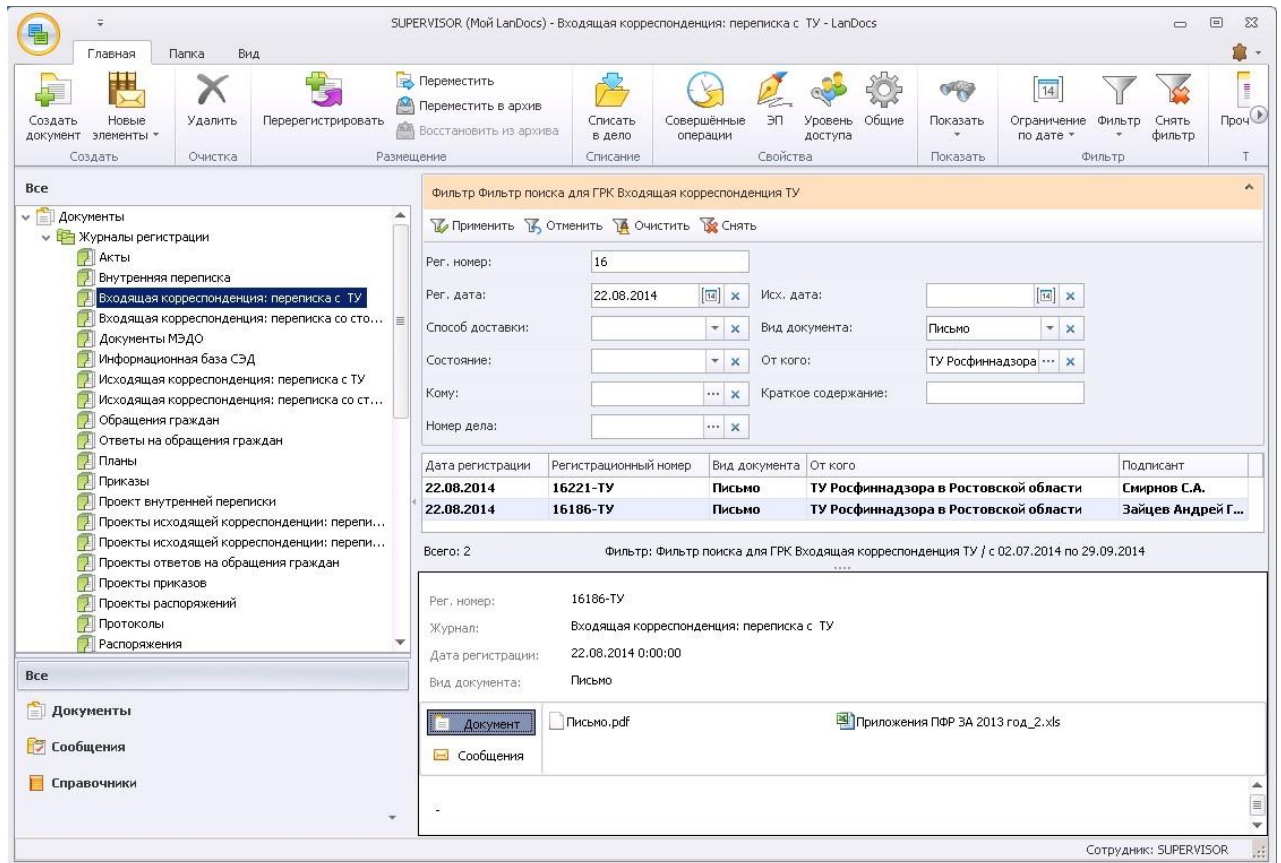 SUPERVISOR (Мой LanDocs) - Входящая корреспонденция: переписка с ТУ - LanDocs
Главная Папка Вид
Создать документ
Новые элементы
Удалить
Перерегистрировать
Переместить
Переместить в архив
Восстановить из архива
Списать в дело
Совершённые операции
ЭП
Уровень доступа
Общие
Показать
14
Ограничение по дате
Фильтр
Снять фильтр
Проч
Создать Очистка Размещение Списание Свойства Показать Фильтр Т
Все
Документы
Журналы регистрации
Акты
Внутренняя переписка
Входящая корреспонденция: переписка с ТУ
Входящая корреспонденция: переписка со сто...
Документы МЭДО
Информационная база СЭД
Исходящая корреспонденция: переписка с ТУ
Исходящая корреспонденция: переписка со ст...
Обращения граждан
Ответы на обращения граждан
Планы
Приказы
Проект внутренней переписки
Проекты исходящей корреспонденции: перепи...
Проекты исходящей корреспонденции: перепи...
Проекты ответов на обращения граждан
Проекты приказов
Проекты распоряжений
Протоколы
Распоряжения
Все
Документы
Сообщения
Справочники
Фильтр Фильтр поиска для ГРК Входящая корреспонденция ТУ
Применить Отменить Очистить Снять
Рег. номер: 16
Рег. дата: 22.08.2014 14 Исх. дата: 14
Способ доставки: Вид документа: Письмо
Состояние: От кого: ТУ Росфиннадзора
Кому: Краткое содержание:
Номер дела:
Дата регистрации Регистрационный номер Вид документа От кого Подписант
22.08.2014 16221-ТУ Письмо ТУ Росфиннадзора в Ростовской области Смирнов С.А.
22.08.2014 16186-ТУ Письмо ТУ Росфиннадзора в Ростовской области Зайцев Андрей Г...
Всего: 2 Фильтр: Фильтр поиска для ГРК Входящая корреспонденция ТУ / с 02.07.2014 по 29.09.2014
Рег. номер: 16186-ТУ
Журнал: Входящая корреспонденция: переписка с ТУ
Дата регистрации: 22.08.2014 0:00:00
Вид документа: Письмо
Документ Письмо.pdf Приложения ПФР ЗА 2013 год_2.xls
Сообщения
-
Сотрудник: SUPERVISOR